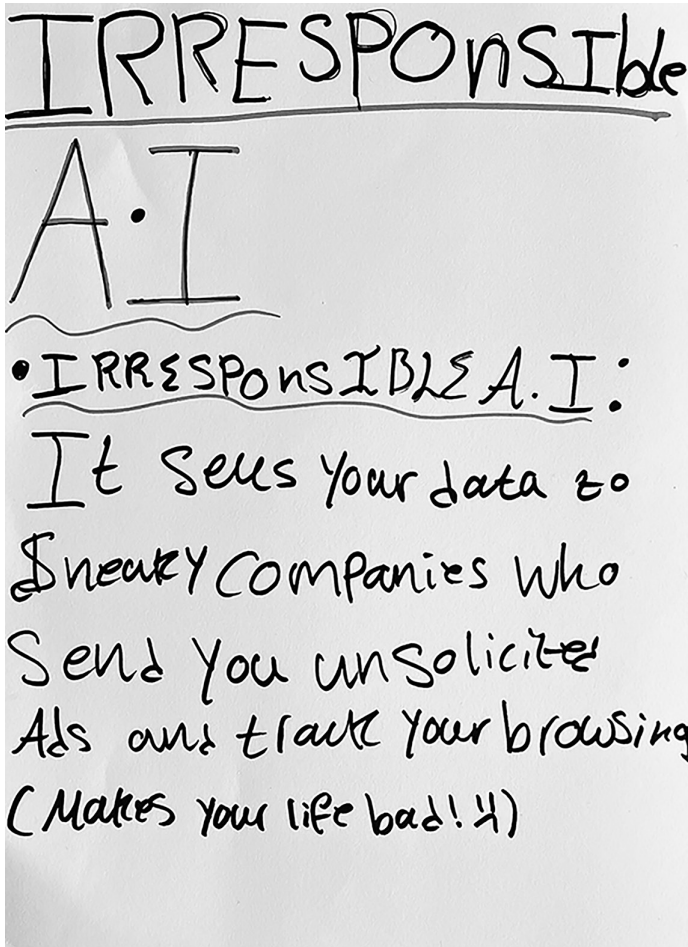 IRRESPOnSIble
A.I
• IRRESPOnSIBLE A.I:
It sells your data to
$neaky companies who
Send you unsolicited
Ads and track your browsing
(Makes your life bad! :()